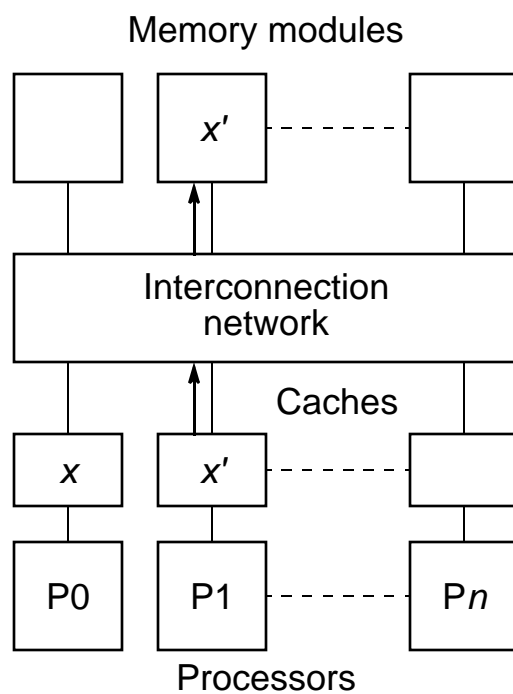 Memory modules
x'
Interconnection
network
Caches
x x'
P0 P1 Pn
Processors